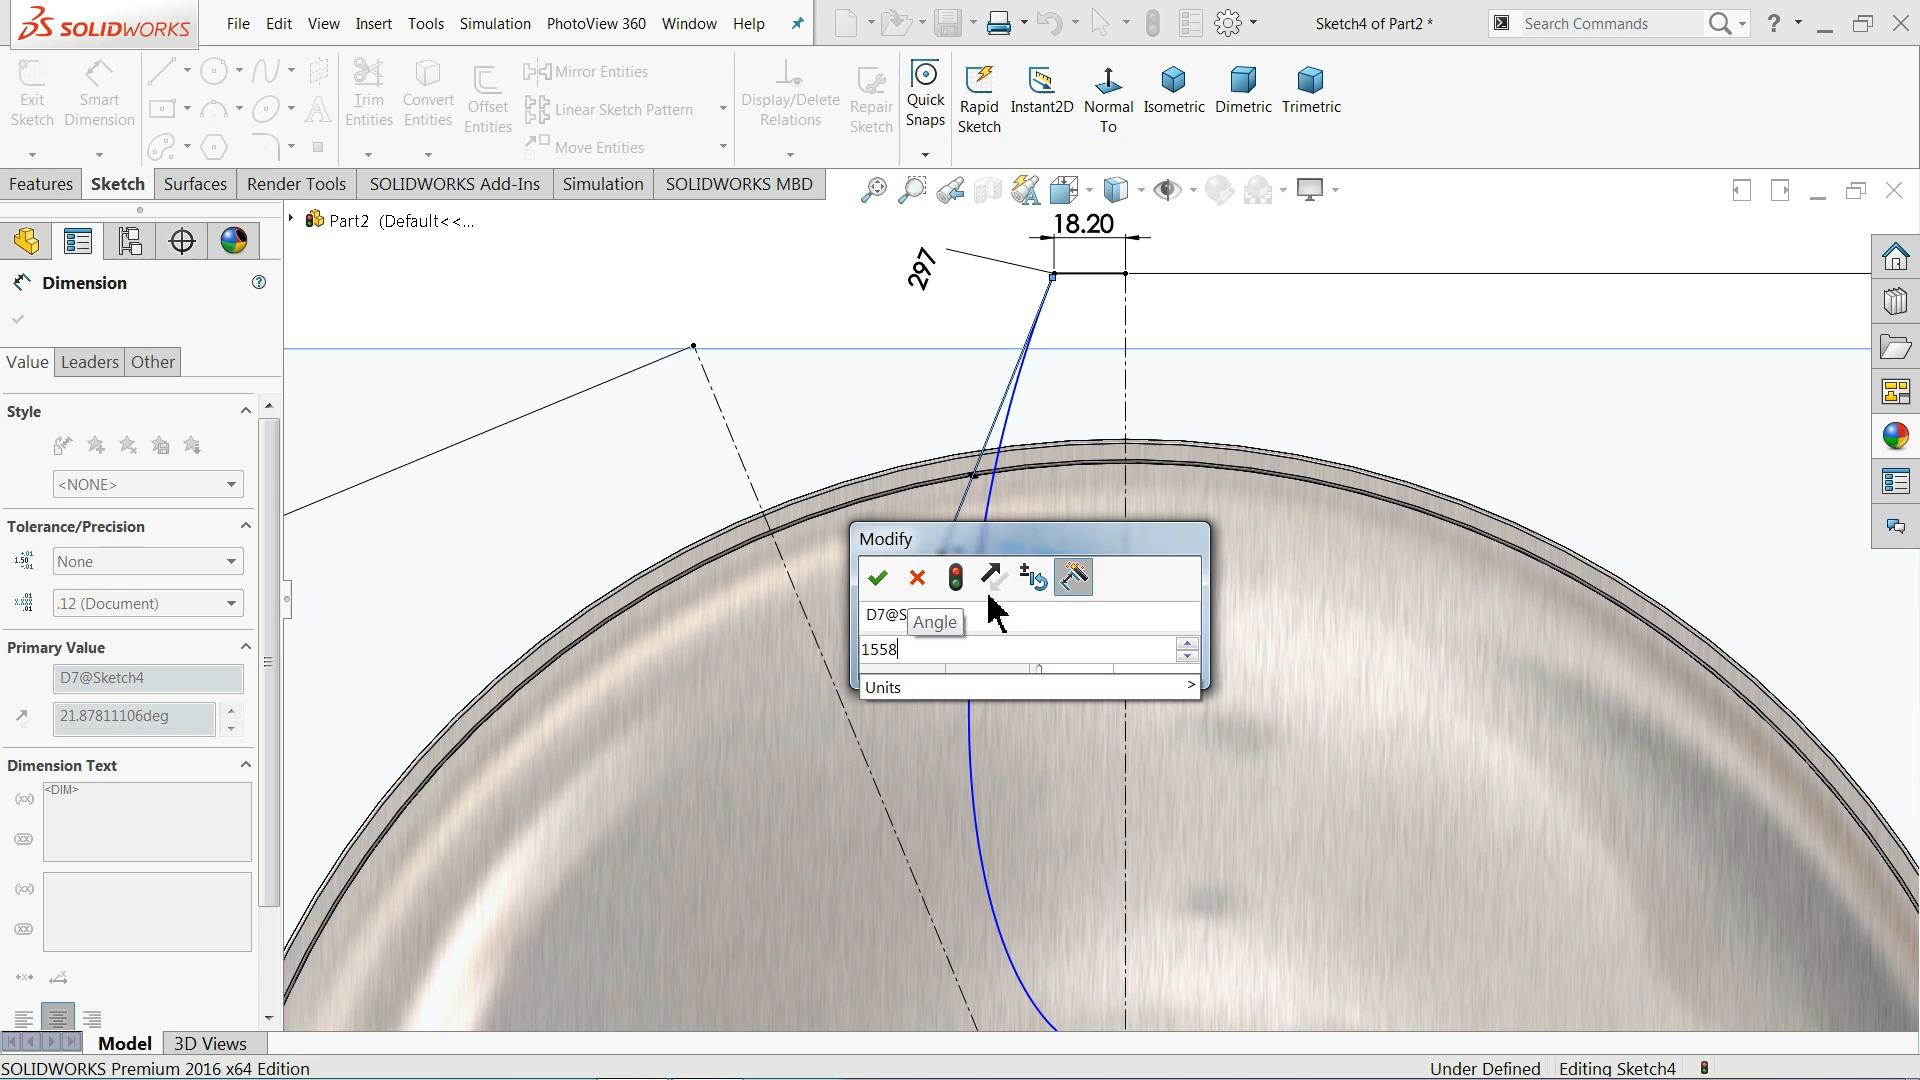 SOLIDWORKS File Edit View Insert Tools Simulation PhotoView 360 Window Help Sketch4 of Part2 * Search Commands ?
Exit Sketch
Smart Dimension
Trim Entities
Convert Entities
Offset Entities
Mirror Entities
Linear Sketch Pattern
Move Entities
Display/Delete Relations
Repair Sketch
Quick Snaps
Rapid Sketch
Instant2D
Normal To
Isometric
Dimetric
Trimetric
Features Sketch Surfaces Render Tools SOLIDWORKS Add-Ins Simulation SOLIDWORKS MBD
Part2 (Default<<...
18.20
297
Dimension
Value Leaders Other
Style
<NONE>
Tolerance/Precision
None
.12 (Document)
Primary Value
D7@Sketch4
21.87811106deg
Dimension Text
<DIM>
Modify
D7@S
Angle
1558
Units >
Model 3D Views
SOLIDWORKS Premium 2016 x64 Edition Under Defined Editing Sketch4